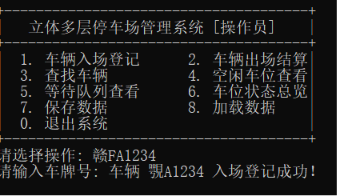 立体多层停车场管理系统 [操作员]
1. 车辆入场登记 2. 车辆出场结算
3. 查找车辆 4. 空闲车位查看
5. 等待队列查看 6. 车位状态总览
7. 保存数据 8. 加载数据
0. 退出系统
请选择操作: 赣FA1234
请输入车牌号: 车辆 覫A1234 入场登记成功!